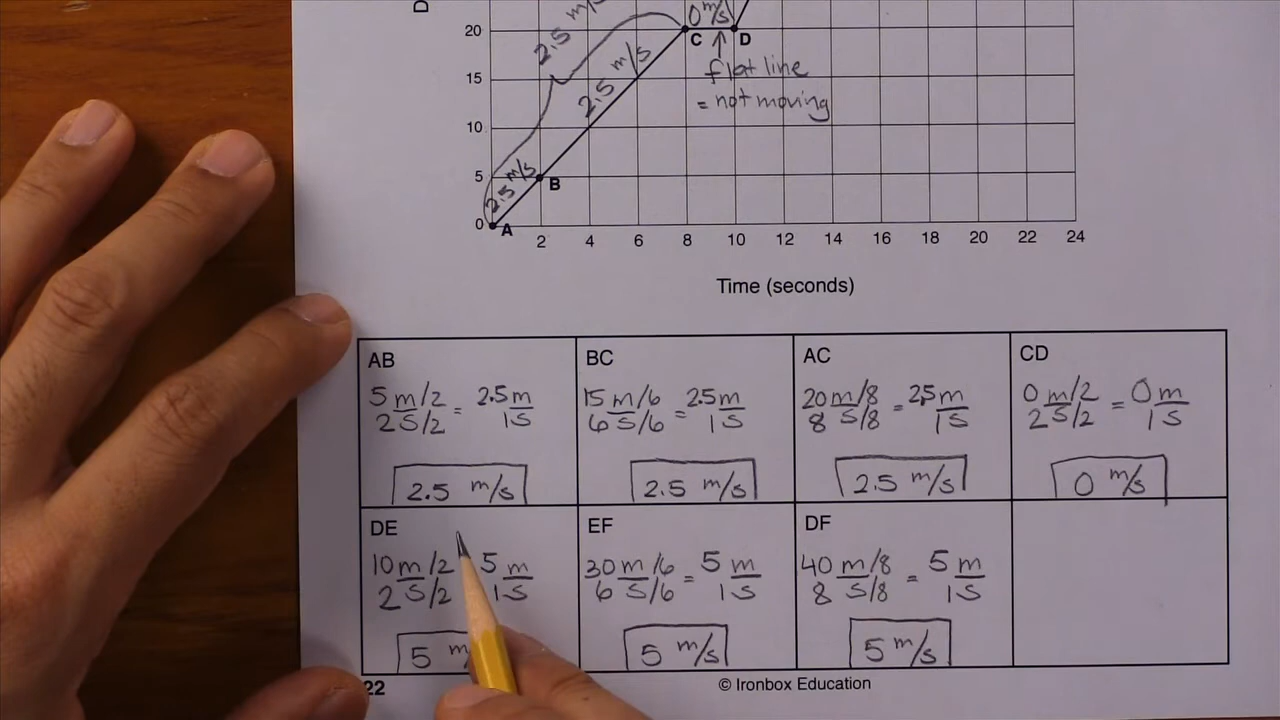 D
20
15
10
5
0
2.5 m/s
2.5 m/s
2.5 m/s
0 m/s
C D
flat line
= not moving
B
A
2 4 6 8 10 12 14 16 18 20 22 24
Time (seconds)
AB
5 m/2 = 2.5 m
2 s/2 1 s
2.5 m/s
BC
15 m/6 = 2.5 m
6 s/6 1 s
2.5 m/s
AC
20 m/8 = 2.5 m
8 s/8 1 s
2.5 m/s
CD
0 m/2 = 0 m
2 s/2 1 s
0 m/s
DE
10 m/2 5 m
2 s/2 1 s
5 m
EF
30 m/6 = 5 m
6 s/6 1 s
5 m/s
DF
40 m/8 = 5 m
8 s/8 1 s
5 m/s
22
© Ironbox Education